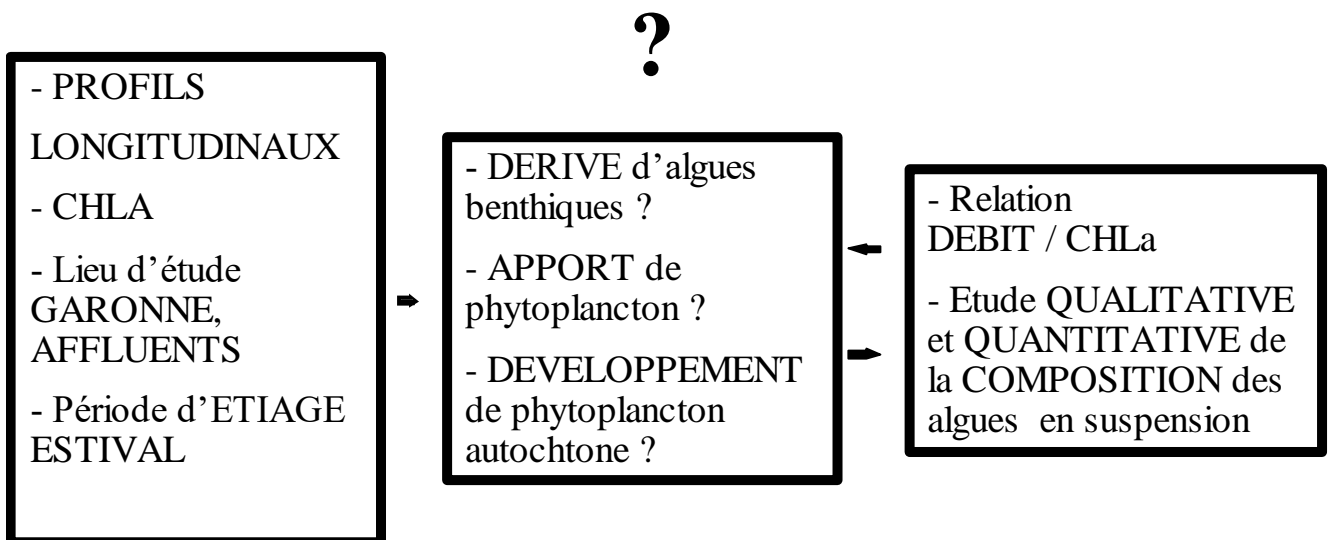 ?
- PROFILS
LONGITUDINAUX
- CHLA
- Lieu d’étude
GARONNE,
AFFLUENTS
- Période d’ETIAGE
ESTIVAL
- DERIVE d’algues
benthiques ?
- APPORT de
phytoplancton ?
- DEVELOPPEMENT
de phytoplancton
autochtone ?
- Relation
DEBIT / CHLa
- Etude QUALITATIVE
et QUANTITATIVE de
la COMPOSITION des
algues en suspension